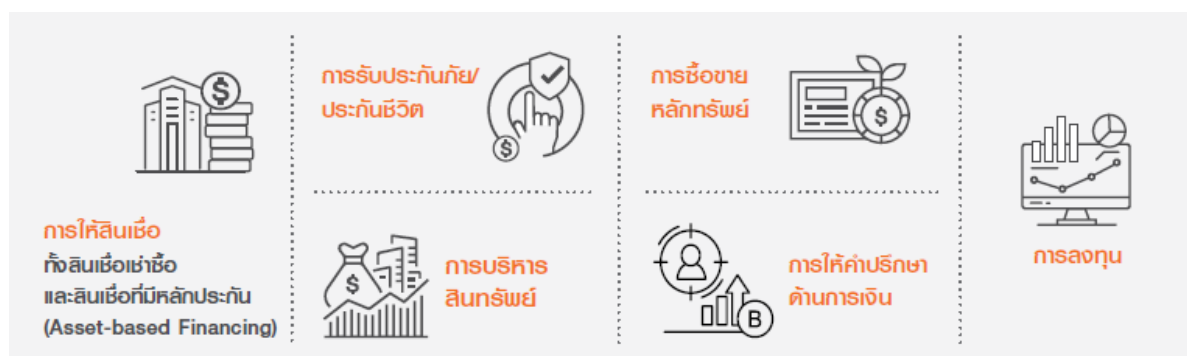 การให้สินเชื่อ
ทั้งสินเชื่อเช่าซื้อ
และสินเชื่อที่มีหลักประกัน
(Asset-based Financing)
การรับประกันภัย/
ประกันชีวิต
การบริหาร
สินทรัพย์
การซื้อขาย
หลักทรัพย์
การให้คำปรึกษา
ด้านการเงิน
การลงทุน
$
$
$
$
B